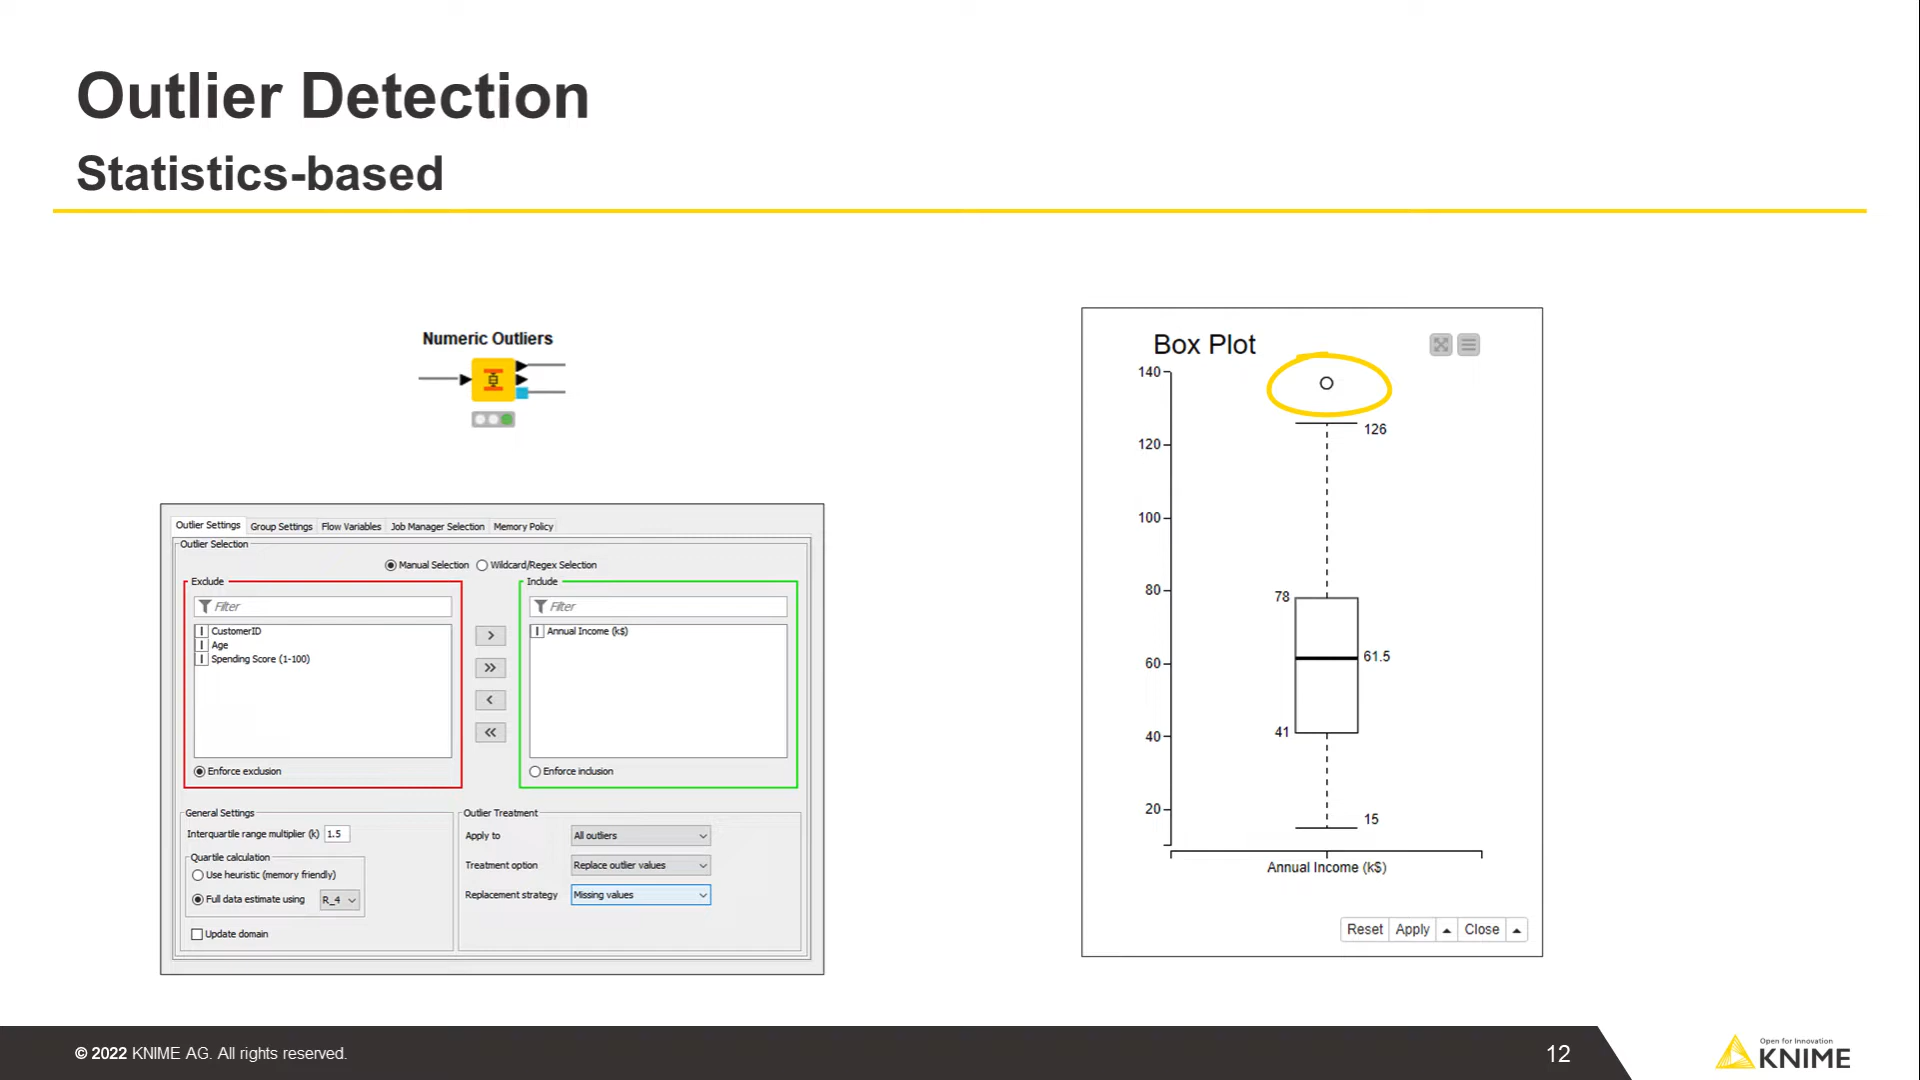 Outlier Detection
Statistics-based
Numeric Outliers
Outlier Settings Group Settings Flow Variables Job Manager Selection Memory Policy
Outlier Selection
Manual Selection Wildcard/Regex Selection
Exclude
Filter
CustomerID
Age
Spending Score (1-100)
Enforce exclusion
>
>>
<
<<
Include
Filter
Annual Income (k$)
Enforce inclusion
General Settings
Interquartile range multiplier (k) 1.5
Quartile calculation
Use heuristic (memory friendly)
Full data estimate using R_4
Update domain
Outlier Treatment
Apply to All outliers
Treatment option Replace outlier values
Replacement strategy Missing values
Box Plot
140
120
100
80
60
40
20
126
78
61.5
41
15
Annual Income (k$)
Reset Apply Close
© 2022 KNIME AG. All rights reserved.
12
Open for Innovation
KNIME